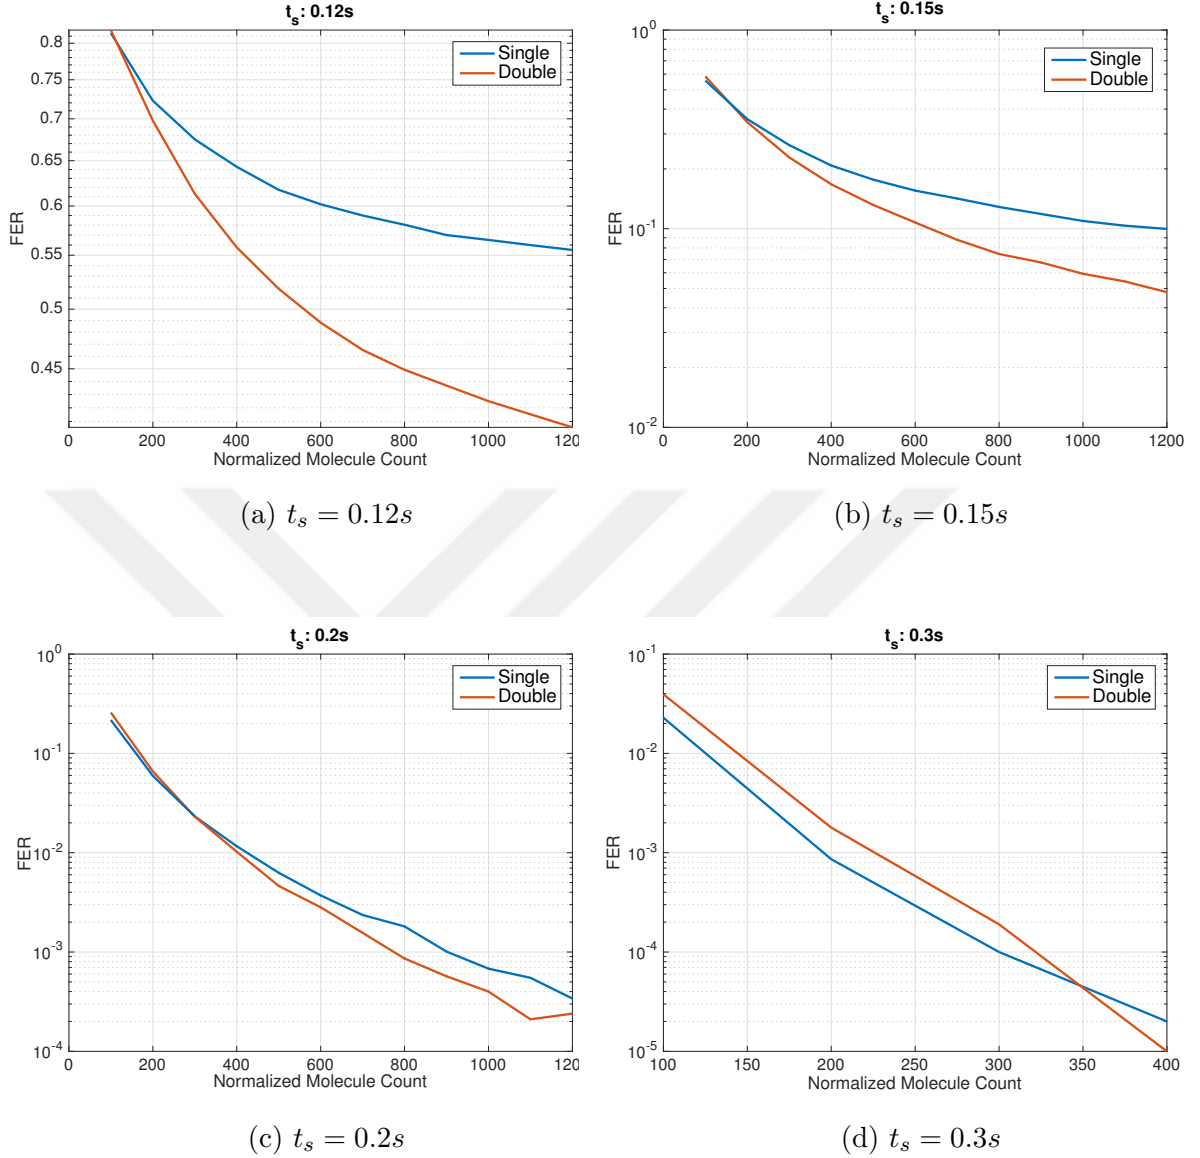 t_s: 0.12s
0.8
0.75
0.7
0.65
0.6
0.55
0.5
0.45
FER
Single
Double
0 200 400 600 800 1000 1200
Normalized Molecule Count
(a) t_s = 0.12s
t_s: 0.15s
10^0
10^-1
10^-2
FER
Single
Double
0 200 400 600 800 1000 1200
Normalized Molecule Count
(b) t_s = 0.15s
t_s: 0.2s
10^0
10^-1
10^-2
10^-3
10^-4
FER
Single
Double
0 200 400 600 800 1000 1200
Normalized Molecule Count
(c) t_s = 0.2s
t_s: 0.3s
10^-1
10^-2
10^-3
10^-4
10^-5
FER
Single
Double
100 150 200 250 300 350 400
Normalized Molecule Count
(d) t_s = 0.3s